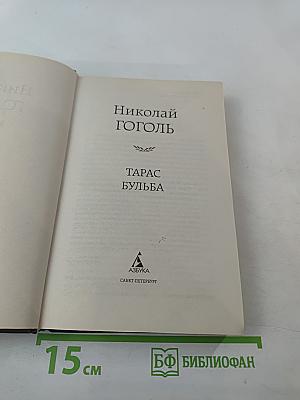 Николай
ГОГОЛЬ
ТАРАС
БУЛЬБА
АЗБУКА
САНКТ-ПЕТЕРБУРГ
15 см
БФ БИБЛИОФАН